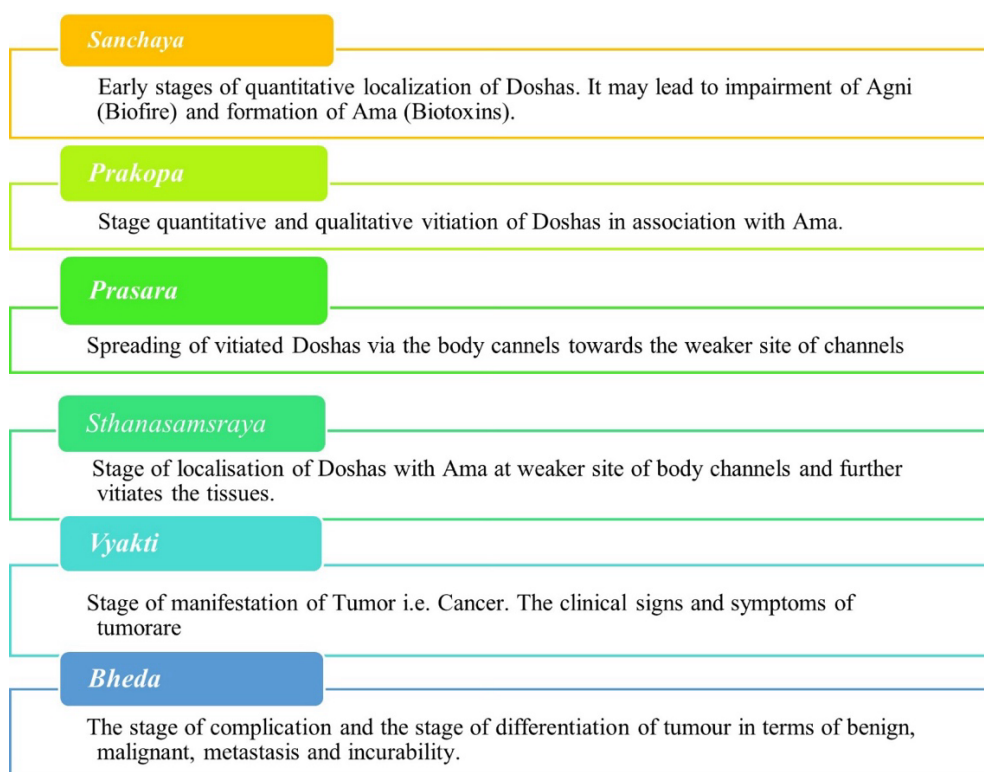 Sanchaya
Early stages of quantitative localization of Doshas. It may lead to impairment of Agni
(Biofire) and formation of Ama (Biotoxins).
Prakopa
Stage quantitative and qualitative vitiation of Doshas in association with Ama.
Prasara
Spreading of vitiated Doshas via the body cannels towards the weaker site of channels
Sthanasamsraya
Stage of localisation of Doshas with Ama at weaker site of body channels and further
vitiates the tissues.
Vyakti
Stage of manifestation of Tumor i.e. Cancer. The clinical signs and symptoms of
tumorare
Bheda
The stage of complication and the stage of differentiation of tumour in terms of benign,
malignant, metastasis and incurability.